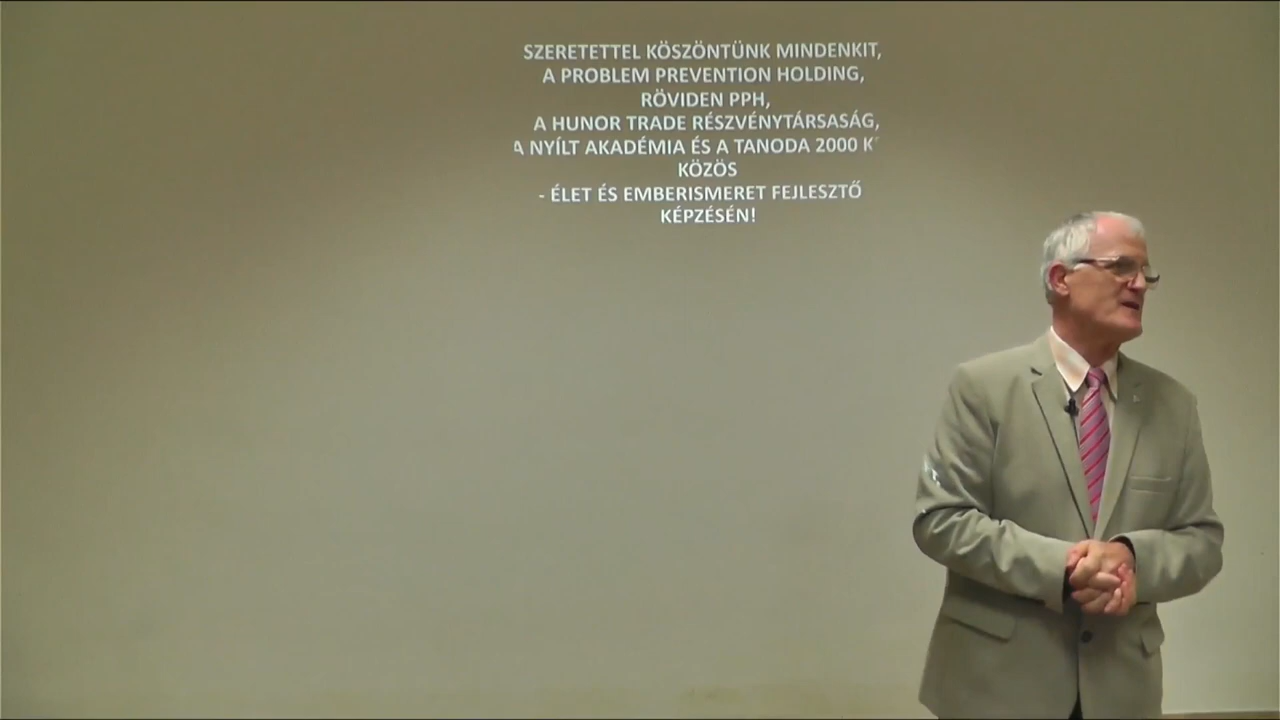 SZERETETTEL KÖSZÖNTÜNK MINDENKIT,
A PROBLEM PREVENTION HOLDING,
RÖVIDEN PPH,
A HUNOR TRADE RÉSZVÉNYTÁRSASÁG,
A NYÍLT AKADÉMIA ÉS A TANODA 2000
KÖZÖS
- ÉLET ÉS EMBERISMERET FEJLESZTŐ
KÉPZÉSÉN!